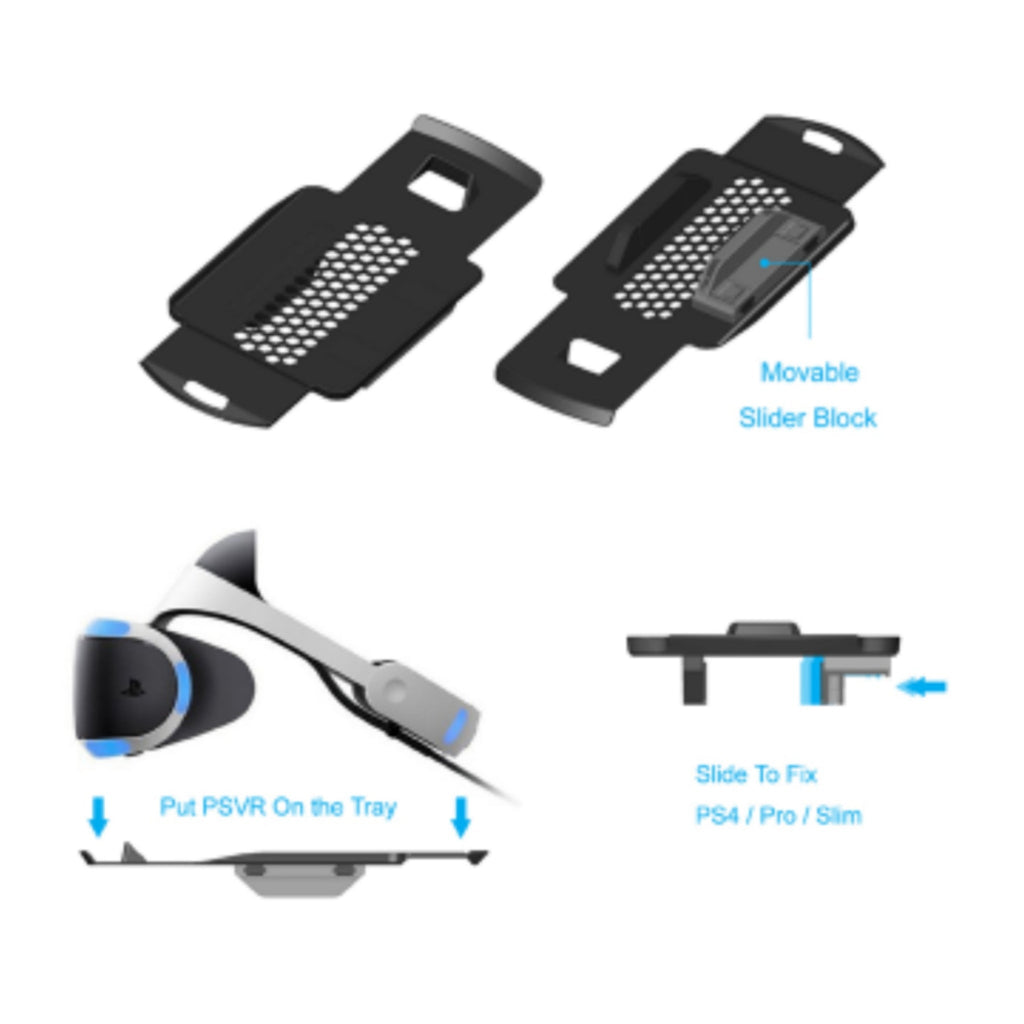 Movable
Slider Block
Put PSVR On the Tray
Slide To Fix
PS4 / Pro / Slim